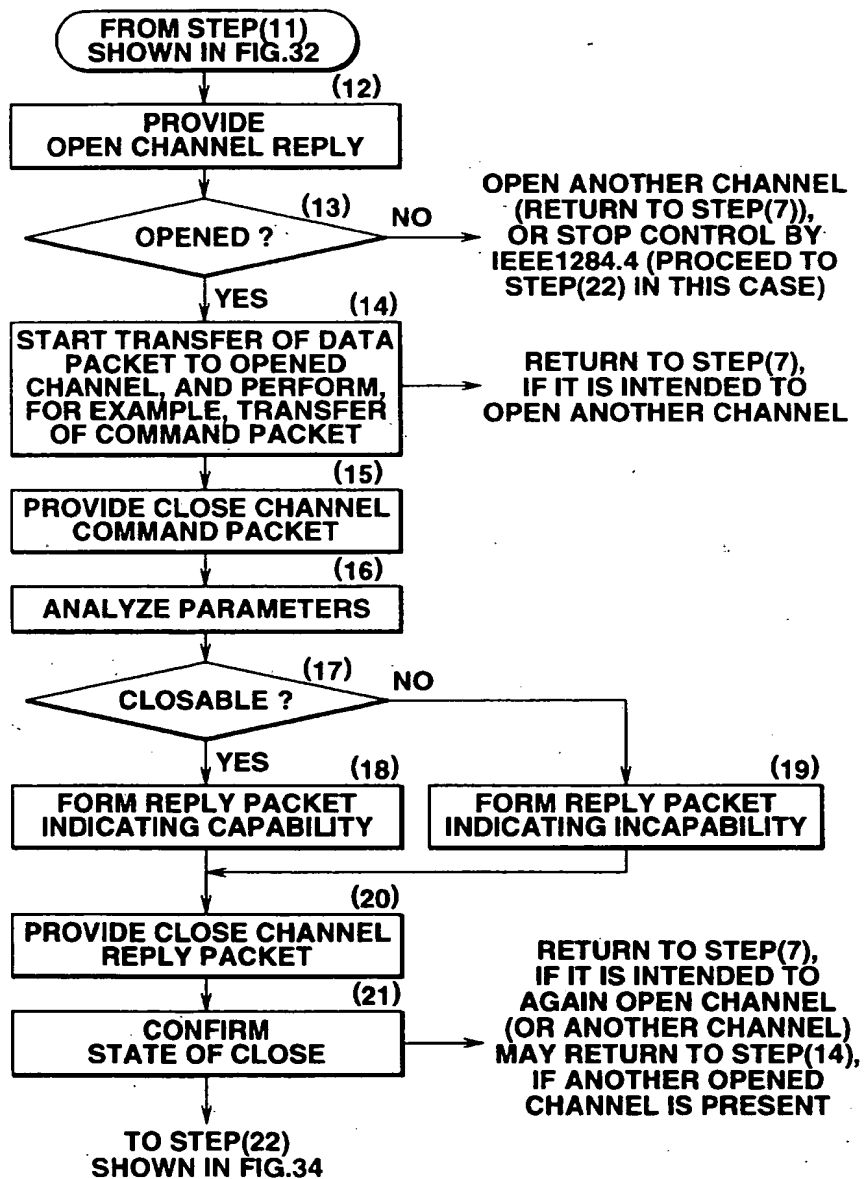 FROM STEP(11)
SHOWN IN FIG.32
(12)
PROVIDE
OPEN CHANNEL REPLY
(13)
OPENED ?
NO
OPEN ANOTHER CHANNEL
(RETURN TO STEP(7)),
OR STOP CONTROL BY
IEEE1284.4 (PROCEED TO
STEP(22) IN THIS CASE)
YES
(14)
START TRANSFER OF DATA
PACKET TO OPENED
CHANNEL, AND PERFORM,
FOR EXAMPLE, TRANSFER
OF COMMAND PACKET
RETURN TO STEP(7),
IF IT IS INTENDED TO
OPEN ANOTHER CHANNEL
(15)
PROVIDE CLOSE CHANNEL
COMMAND PACKET
(16)
ANALYZE PARAMETERS
(17)
CLOSABLE ?
NO
YES
(18)
FORM REPLY PACKET
INDICATING CAPABILITY
(19)
FORM REPLY PACKET
INDICATING INCAPABILITY
(20)
PROVIDE CLOSE CHANNEL
REPLY PACKET
(21)
CONFIRM
STATE OF CLOSE
RETURN TO STEP(7),
IF IT IS INTENDED TO
AGAIN OPEN CHANNEL
(OR ANOTHER CHANNEL)
MAY RETURN TO STEP(14),
IF ANOTHER OPENED
CHANNEL IS PRESENT
TO STEP(22)
SHOWN IN FIG.34